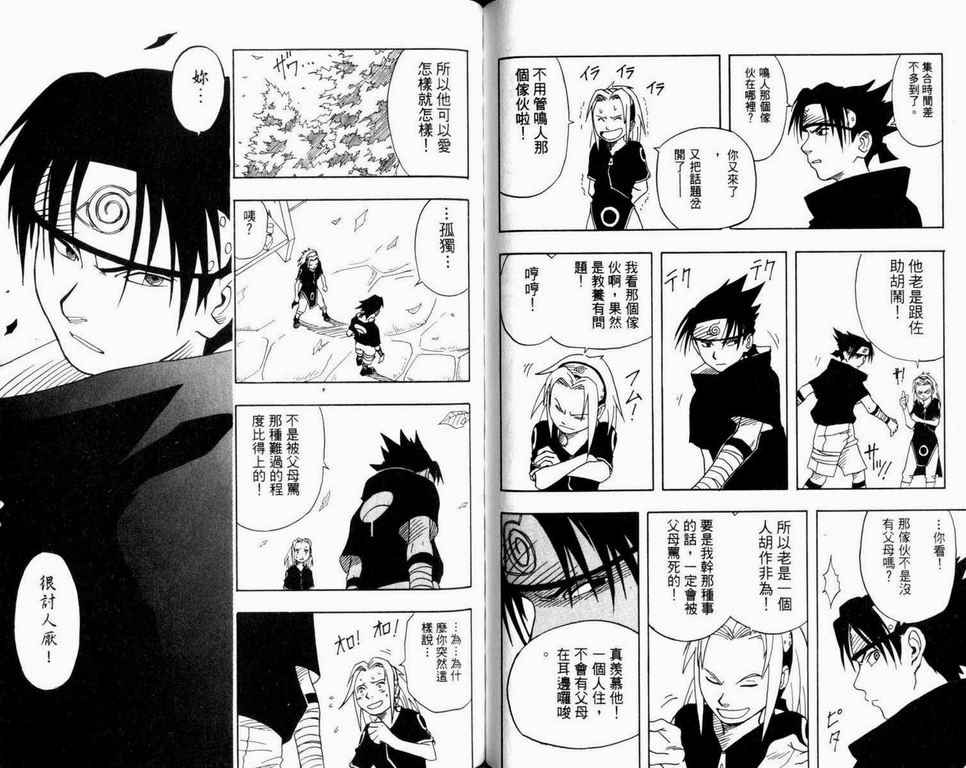 集合時間差
不多到了。
鳴人那個傢
伙在哪裡?
你又來了
，
又把話題岔
開了──
イラ
イラ
イラ
不用管鳴人那
個傢伙啦!
他老是跟佐
助胡鬧!
ザッ!!
テク
テク
我看那個傢
伙啊,果然
是教養有問
題!
哼哼!
フム!
…你看!
那傢伙不是沒
有父母嗎?
ピタ
所以老是一個
人胡作非為!
要是我幹那種事
的話,一定會被
父母罵死的!
真羨慕他!
一個人住,
不會有父母
在耳邊囉唆
。
所以他可以愛
怎樣就怎樣!
ザワ…
…孤獨…
咦?
不是被父母罵
那種難過的程
度比得上的!
…為…為什
麼你突然這
樣說…
オロ!
オロ!
妳…
很討人厭!